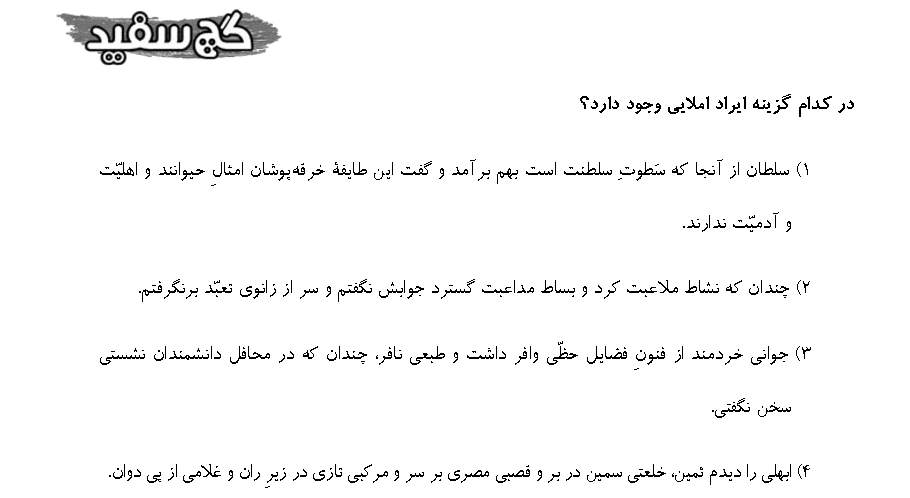 گچ سفید
در کدام گزینه ایراد املایی وجود دارد؟
۱) سلطان از آنجا که سَطوتِ سلطنت است بهم برآمد و گفت این طایفهٔ خرقه‌پوشان امثالِ حیوانند و اهلیّت
و آدمیّت ندارند.
۲) چندان که نشاط ملاعبت کرد و بساط مداعبت گسترد جوابش نگفتم و سر از زانوی تعبّد برنگرفتم.
۳) جوانی خردمند از فنونِ فضایل حظّی وافر داشت و طبعی نافر، چندان که در محافل دانشمندان نشستی
سخن نگفتی.
۴) ابهلی را دیدم ثمین، خلعتی سمین در بر و قصبی مصری بر سر و مرکبی تازی در زیرِ ران و غلامی از پی دوان.